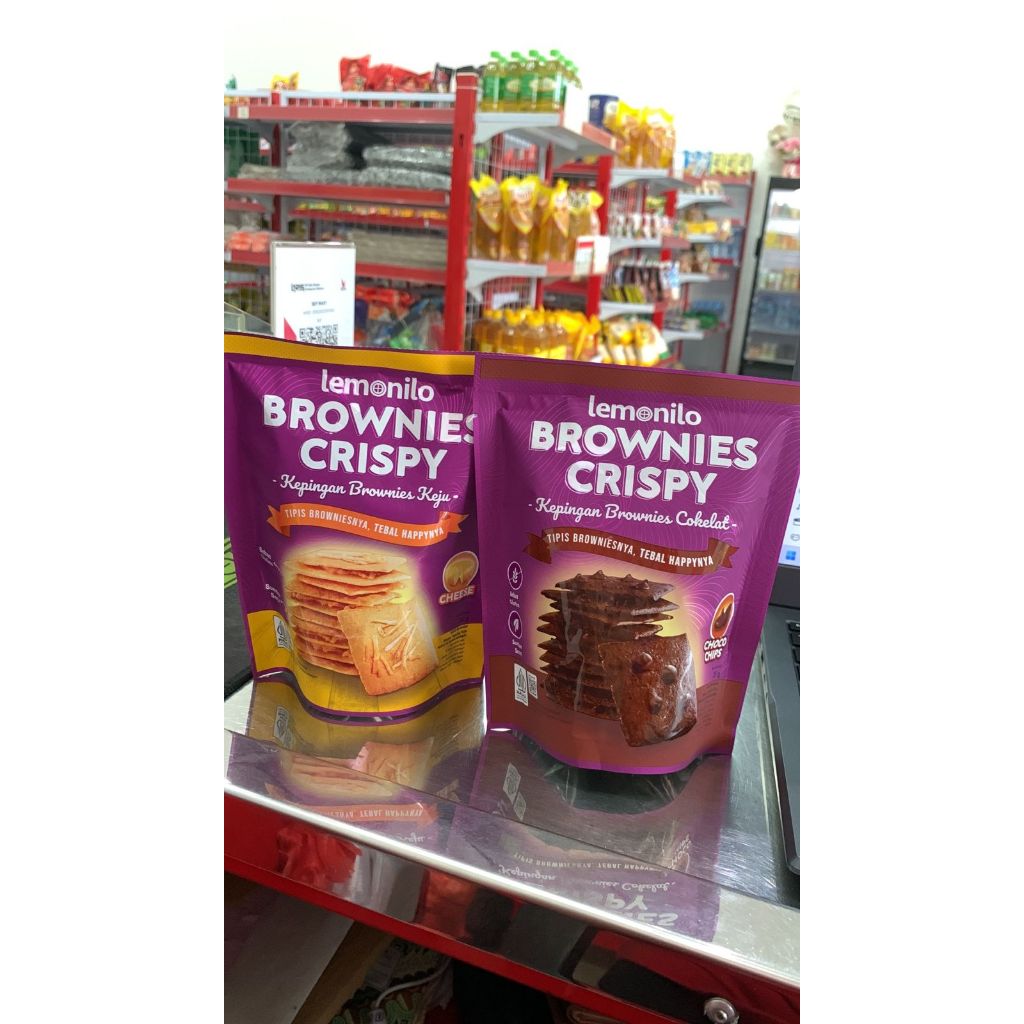 lemonilo
BROWNIES
CRISPY
- Kepingan Brownies Keju -
TIPIS BROWNIESNYA, TEBAL HAPPYNYA
CHEESE
lemonilo
BROWNIES
CRISPY
- Kepingan Brownies Cokelat -
TIPIS BROWNIESNYA, TEBAL HAPPYNYA
CHOCO
CHIPS